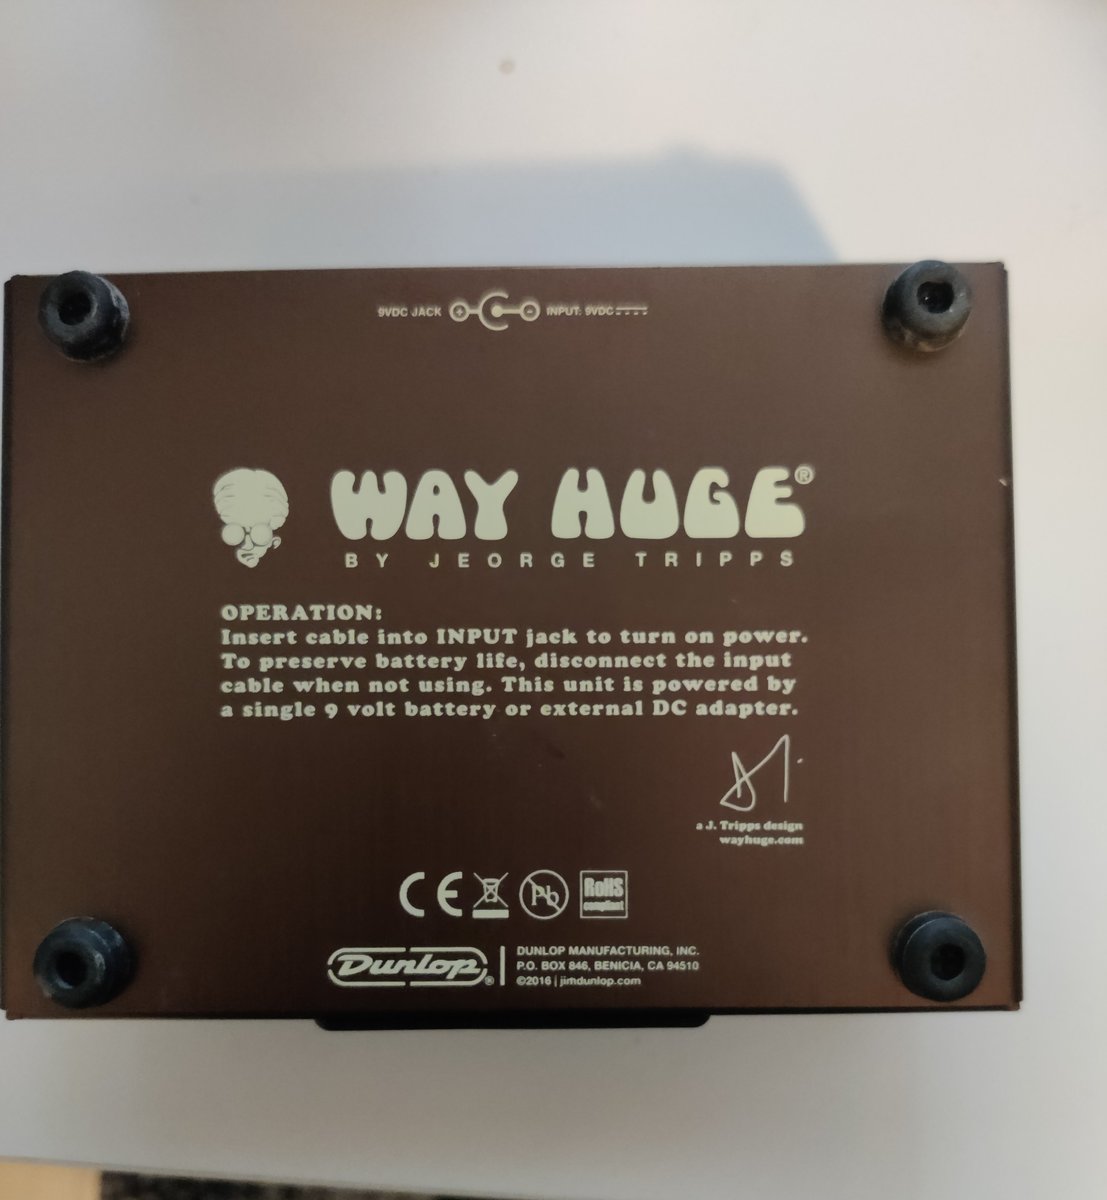 9VDC JACK + - INPUT: 9VDC
WAY HUGE®
BY JEORGE TRIPPS
OPERATION:
Insert cable into INPUT jack to turn on power.
To preserve battery life, disconnect the input
cable when not using. This unit is powered by
a single 9 volt battery or external DC adapter.
a J. Tripps design
wayhuge.com
CE Pb RoHS
compliant
DUNLOP® DUNLOP MANUFACTURING, INC.
P.O. BOX 846, BENICIA, CA 94510
©2016 | jimdunlop.com